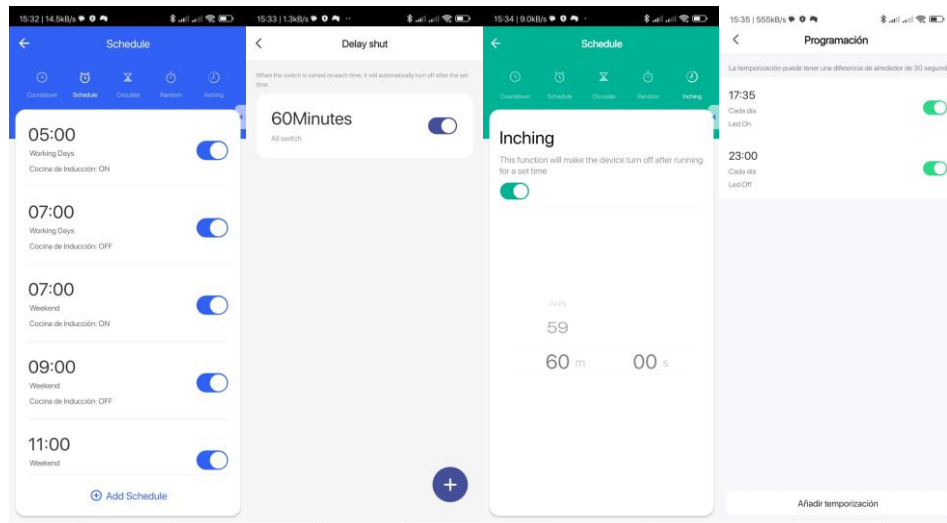 15:32 | 14.5kB/s
Schedule
Countdown Schedule Circulate Random Inching
05:00
Working Days
Cocina de Inducción: ON
07:00
Working Days
Cocina de Inducción: OFF
07:00
Weekend
Cocina de Inducción: ON
09:00
Weekend
Cocina de Inducción: OFF
11:00
Weekend
Add Schedule
15:33 | 1.3kB/s
Delay shut
When the switch is turned on each time, it will automatically turn off after the set
time.
60Minutes
All switch
+
15:34 | 9.0kB/s
Schedule
Countdown Schedule Circulate Random Inching
Inching
This function will make the device turn off after running
for a set time
59
60 m 00 s
15:35 | 555kB/s
Programación
La temporización puede tener una diferencia de alrededor de 30 segund
17:35
Cada día
Led:On
23:00
Cada día
Led:Off
Añadir temporización